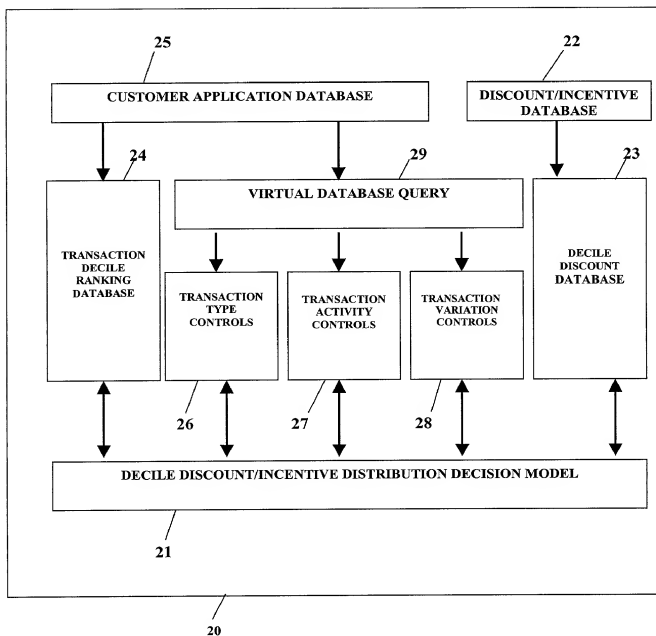 25
22
CUSTOMER APPLICATION DATABASE
DISCOUNT/INCENTIVE
DATABASE
24
29
23
VIRTUAL DATABASE QUERY
TRANSACTION
DECILE
RANKING
DATABASE
TRANSACTION
TYPE
CONTROLS
TRANSACTION
ACTIVITY
CONTROLS
TRANSACTION
VARIATION
CONTROLS
DECILE
DISCOUNT
DATABASE
26
27
28
DECILE DISCOUNT/INCENTIVE DISTRIBUTION DECISION MODEL
21
20